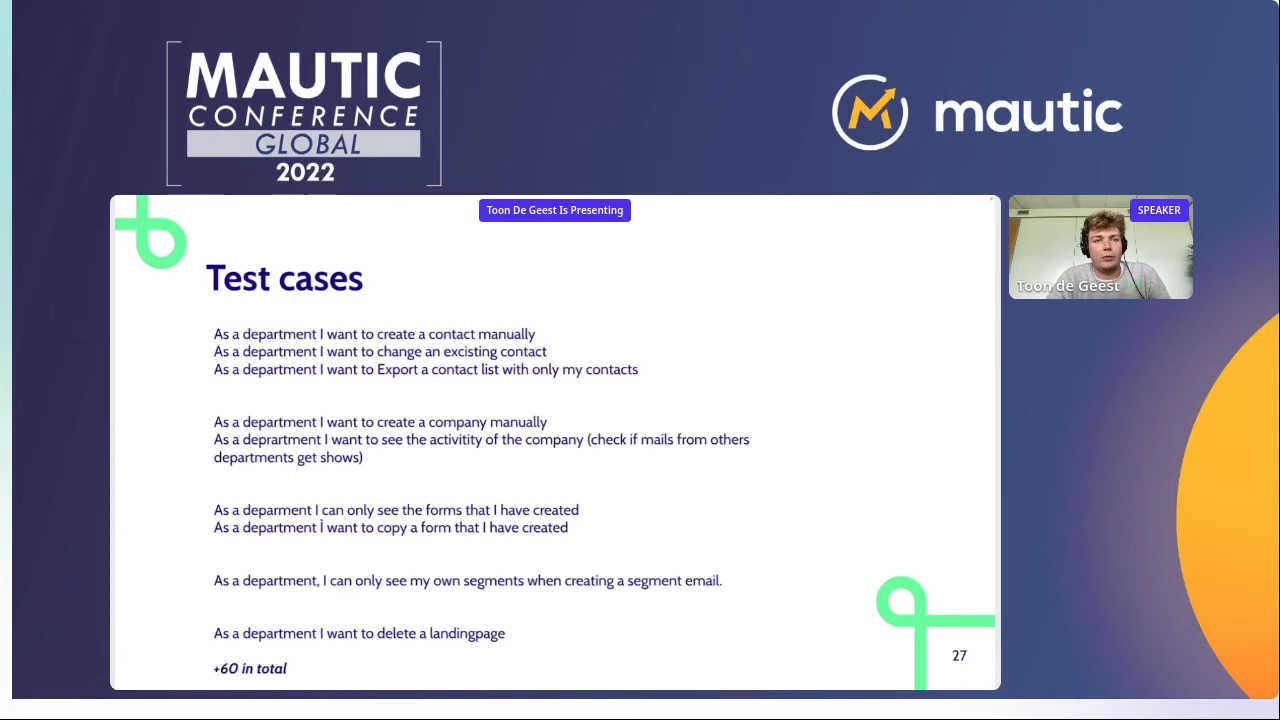 MAUTIC
CONFERENCE
GLOBAL
2022
mautic
Toon De Geest Is Presenting
SPEAKER
Toon de Geest
Test cases
As a department I want to create a contact manually
As a department I want to change an excisting contact
As a department I want to Export a contact list with only my contacts
As a department I want to create a company manually
As a deprartment I want to see the activitity of the company (check if mails from others
departments get shows)
As a deparment I can only see the forms that I have created
As a department I want to copy a form that I have created
As a department, I can only see my own segments when creating a segment email.
As a department I want to delete a landingpage
+60 in total
27